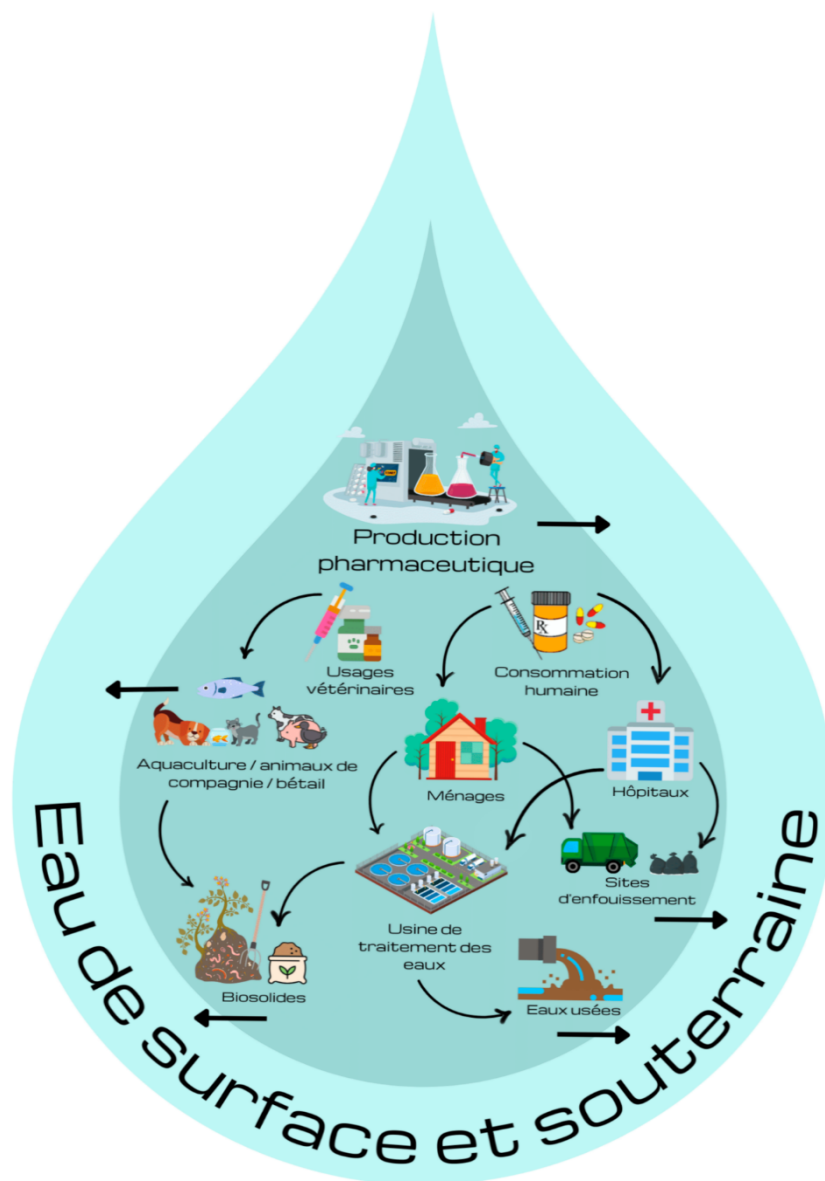 Production
pharmaceutique
Usages
vétérinaires
Rx
Consommation
humaine
Aquaculture / animaux de
compagnie / bétail
Ménages
Hôpitaux
Sites
d'enfouissement
Usine de
traitement des
eaux
Biosolides
Eaux usées
Eau de surface et souterraine